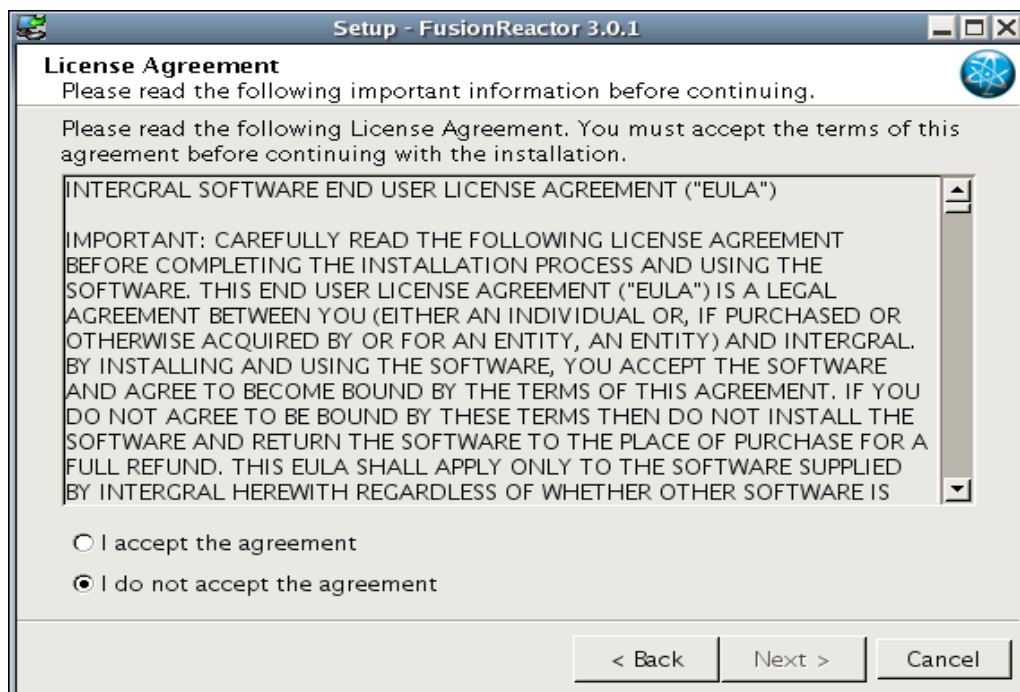 Setup - FusionReactor 3.0.1
License Agreement
Please read the following important information before continuing.
Please read the following License Agreement. You must accept the terms of this
agreement before continuing with the installation.
INTERGRAL SOFTWARE END USER LICENSE AGREEMENT ("EULA")
IMPORTANT: CAREFULLY READ THE FOLLOWING LICENSE AGREEMENT
BEFORE COMPLETING THE INSTALLATION PROCESS AND USING THE
SOFTWARE. THIS END USER LICENSE AGREEMENT ("EULA") IS A LEGAL
AGREEMENT BETWEEN YOU (EITHER AN INDIVIDUAL OR, IF PURCHASED OR
OTHERWISE ACQUIRED BY OR FOR AN ENTITY, AN ENTITY) AND INTERGRAL.
BY INSTALLING AND USING THE SOFTWARE, YOU ACCEPT THE SOFTWARE
AND AGREE TO BECOME BOUND BY THE TERMS OF THIS AGREEMENT. IF YOU
DO NOT AGREE TO BE BOUND BY THESE TERMS THEN DO NOT INSTALL THE
SOFTWARE AND RETURN THE SOFTWARE TO THE PLACE OF PURCHASE FOR A
FULL REFUND. THIS EULA SHALL APPLY ONLY TO THE SOFTWARE SUPPLIED
BY INTERGRAL HEREWITH REGARDLESS OF WHETHER OTHER SOFTWARE IS
I accept the agreement
I do not accept the agreement
< Back Next > Cancel